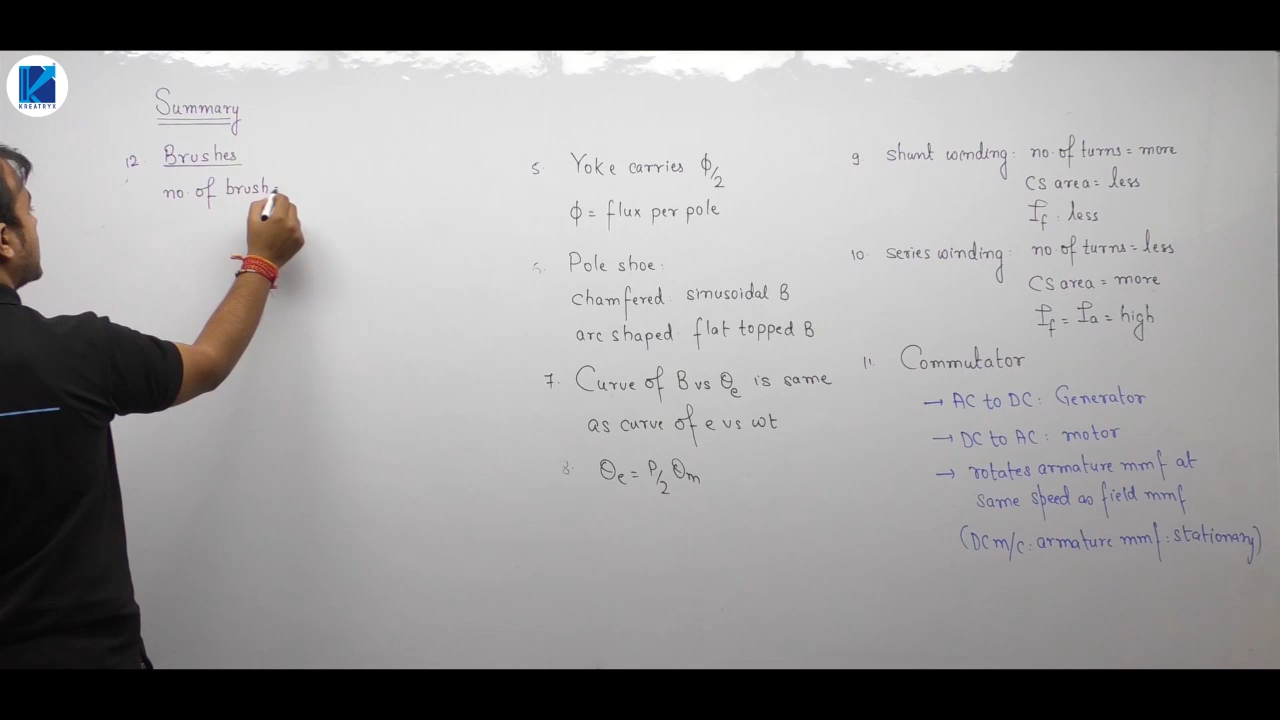 KREATRYX
Summary
12. Brushes
no. of brush
5. Yoke carries ϕ/2
ϕ = flux per pole
6. Pole shoe:
chamfered: sinusoidal B
arc shaped: flat topped B
7. Curve of B vs θe is same
as curve of e vs wt
8. θe = P/2 θm
9. shunt winding: no. of turns = more
CS area = less
If: less
10. series winding: no of turns = less
CS area = more
If = Ia = high
11. Commutator
→ AC to DC: Generator
→ DC to AC: motor
→ rotates armature mmf at
same speed as field mmf
(DC m/c: armature mmf: stationary)